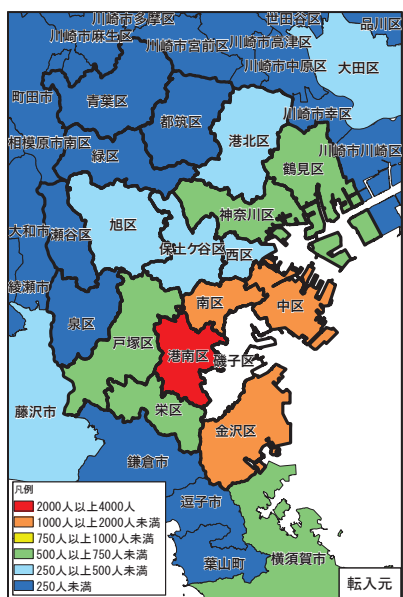 川崎市多摩区
世田谷区
品川区
川崎市麻生区
川崎市宮前区
川崎市高津区
川崎市中原区
大田区
町田市
青葉区
都筑区
川崎市幸区
港北区
相模原市南区
緑区
川崎市川崎区
鶴見区
神奈川区
旭区
大和市
瀬谷区
保土ケ谷区
西区
綾瀬市
南区
中区
泉区
戸塚区
港南区
磯子区
藤沢市
栄区
金沢区
鎌倉市
逗子市
葉山町
横須賀市
凡例
2000人以上4000人
1000人以上2000人未満
750人以上1000人未満
500人以上750人未満
250人以上500人未満
250人未満
転入元